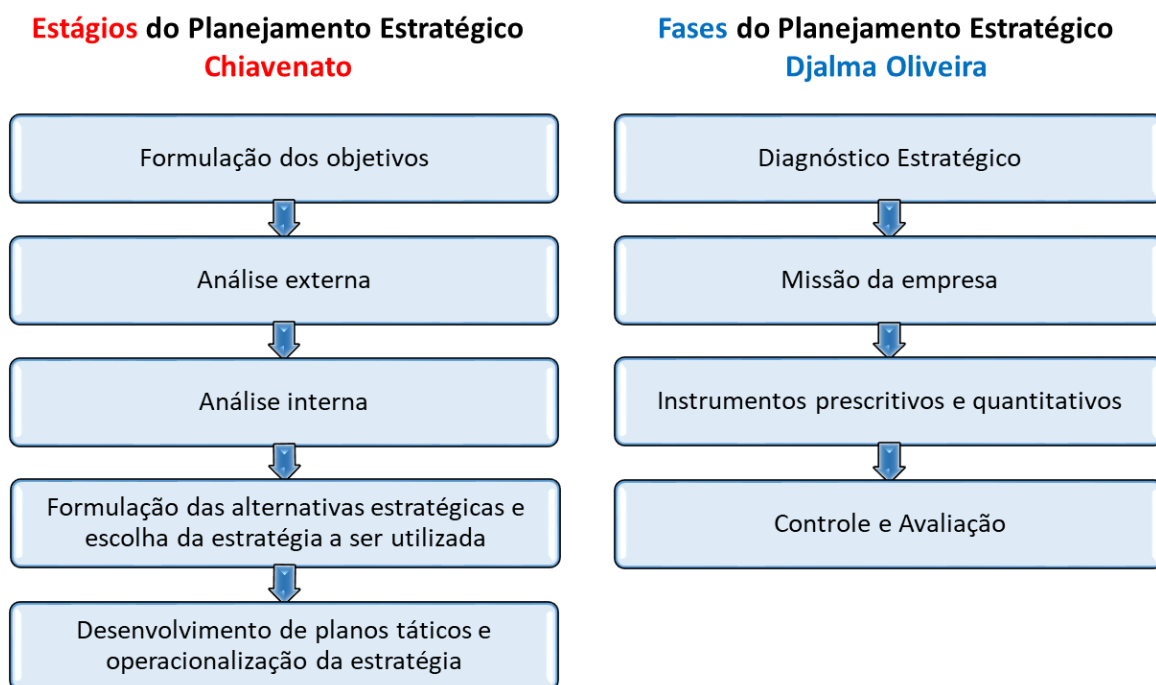 Estágios do Planejamento Estratégico
Chiavenato
Formulação dos objetivos
Análise externa
Análise interna
Formulação das alternativas estratégicas e
escolha da estratégia a ser utilizada
Desenvolvimento de planos táticos e
operacionalização da estratégia
Fases do Planejamento Estratégico
Djalma Oliveira
Diagnóstico Estratégico
Missão da empresa
Instrumentos prescritivos e quantitativos
Controle e Avaliação